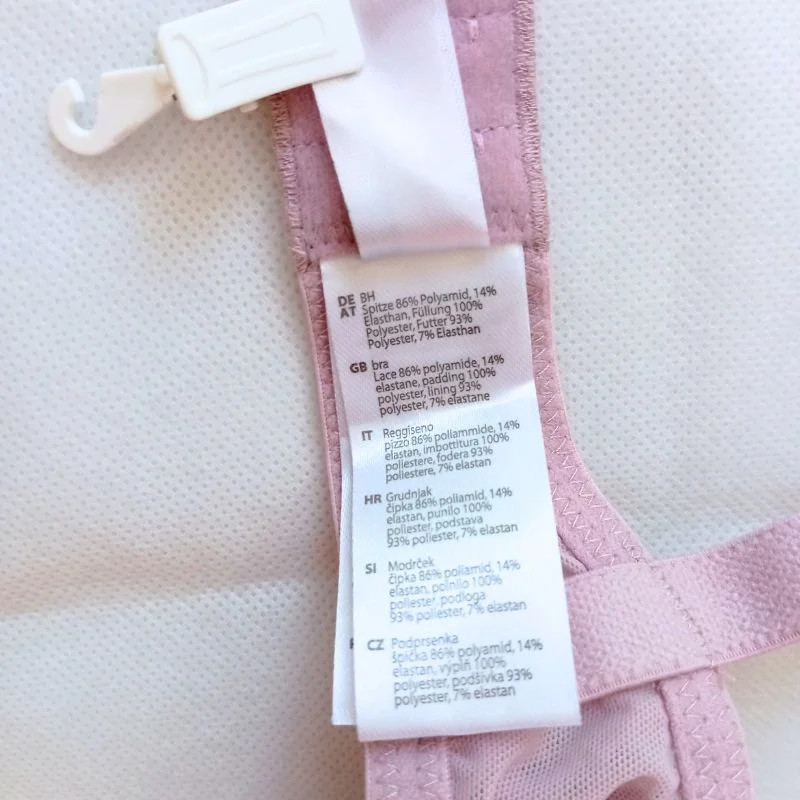 DE BH
AT Spitze 86% Polyamid, 14%
Elasthan, Füllung 100%
Polyester, Futter 93%
Polyester, 7% Elasthan
GB bra
Lace 86% polyamide, 14%
elastane, padding 100%
polyester, lining 93%
polyester, 7% elastane
IT Reggiseno
pizzo 86% poliammide, 14%
elastan, imbottitura 100%
poliestere, fodera 93%
poliestere, 7% elastan
HR Grudnjak
čipka 86% poliamid, 14%
elastan, punilo 100%
poliester, podstava
93% poliester, 7% elastan
SI Modrček
čipka 86% poliamid, 14%
elastan, polnilo 100%
poliester, podloga
93% poliester, 7% elastan
CZ Podprsenka
špička 86% polyamid, 14%
elastan, výplň 100%
polyester, podšívka 93%
polyester, 7% elastan